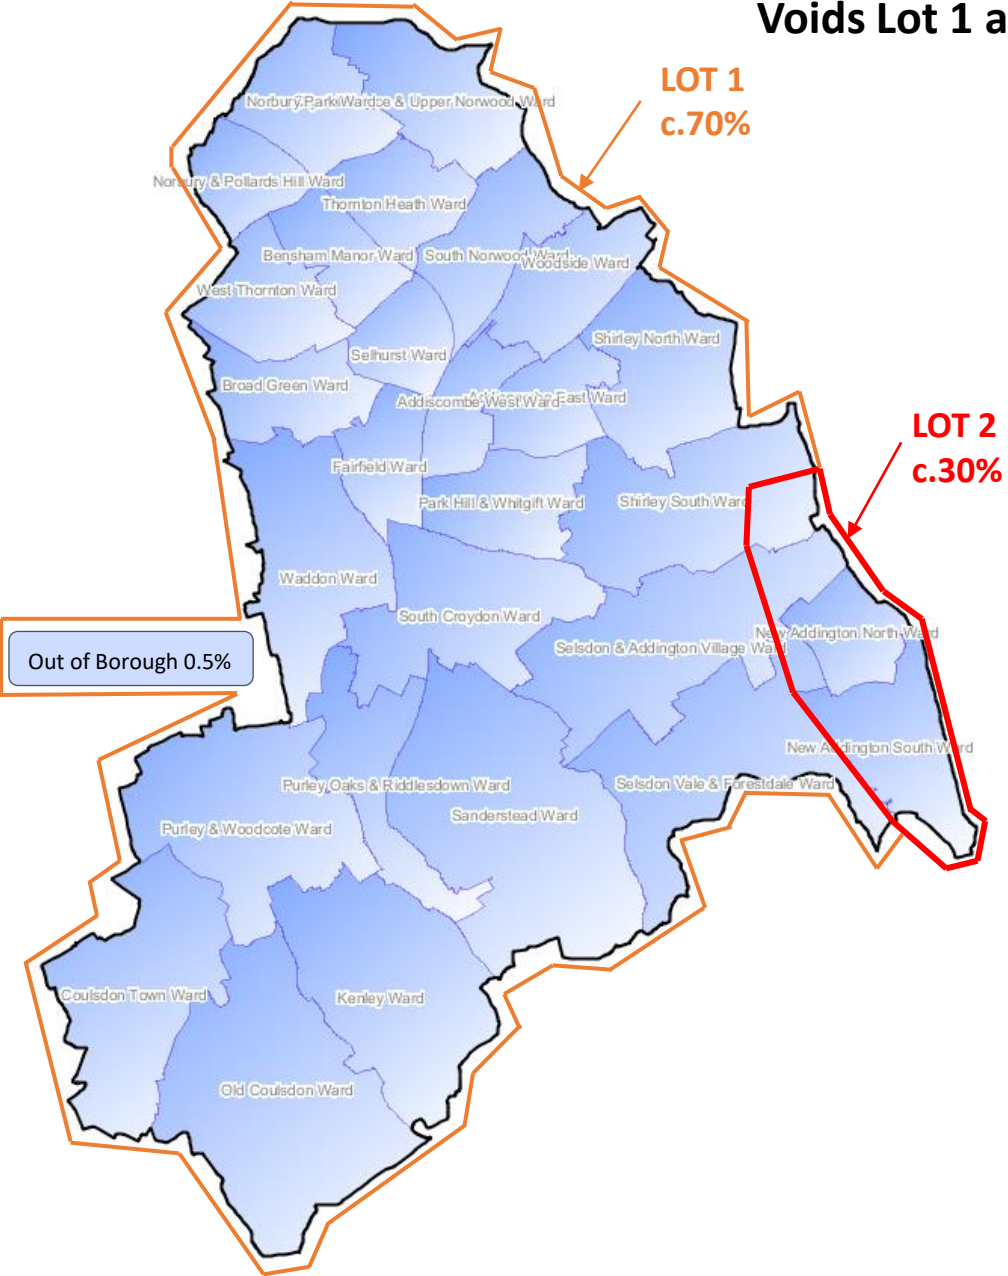 Voids Lot 1 a
LOT 1
c.70%
Norbury Park Ward & Upper Norwood Ward
Norbury & Pollards Hill Ward
Thornton Heath Ward
Bensham Manor Ward
South Norwood Ward
Woodside Ward
West Thornton Ward
Shirley North Ward
Selhurst Ward
Broad Green Ward
Addiscombe West Ward
East Ward
LOT 2
c.30%
Fairfield Ward
Park Hill & Whitgift Ward
Shirley South Ward
Waddon Ward
South Croydon Ward
New Addington North Ward
Selsdon & Addington Village Ward
Out of Borough 0.5%
New Addington South Ward
Purley Oaks & Riddlesdown Ward
Selsdon Vale & Forestdale Ward
Sanderstead Ward
Purley & Woodcote Ward
Coulsdon Town Ward
Kenley Ward
Old Coulsdon Ward